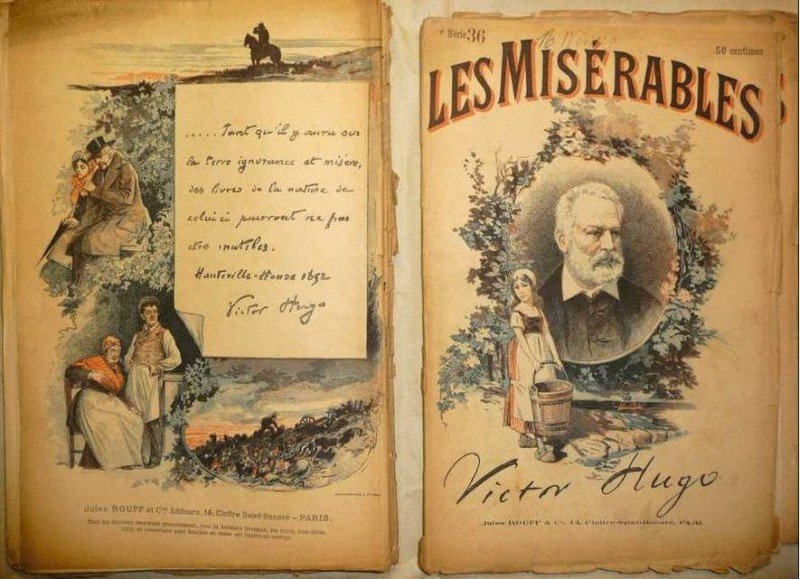 ..... Tant qu'il y aura sur
la terre ignorance et misère,
des livres de la nature de
celui-ci pourront ne pas
être inutiles.
Hauteville-House 1862
Victor Hugo
Jules ROUFF et Cie Éditeurs, 14, Cloître Saint-Honoré – PARIS.
Série 36
50 centimes
LES MISÉRABLES
Victor Hugo
Jules ROUFF & Cie, 14, Cloître-Saint-Honoré, PARIS